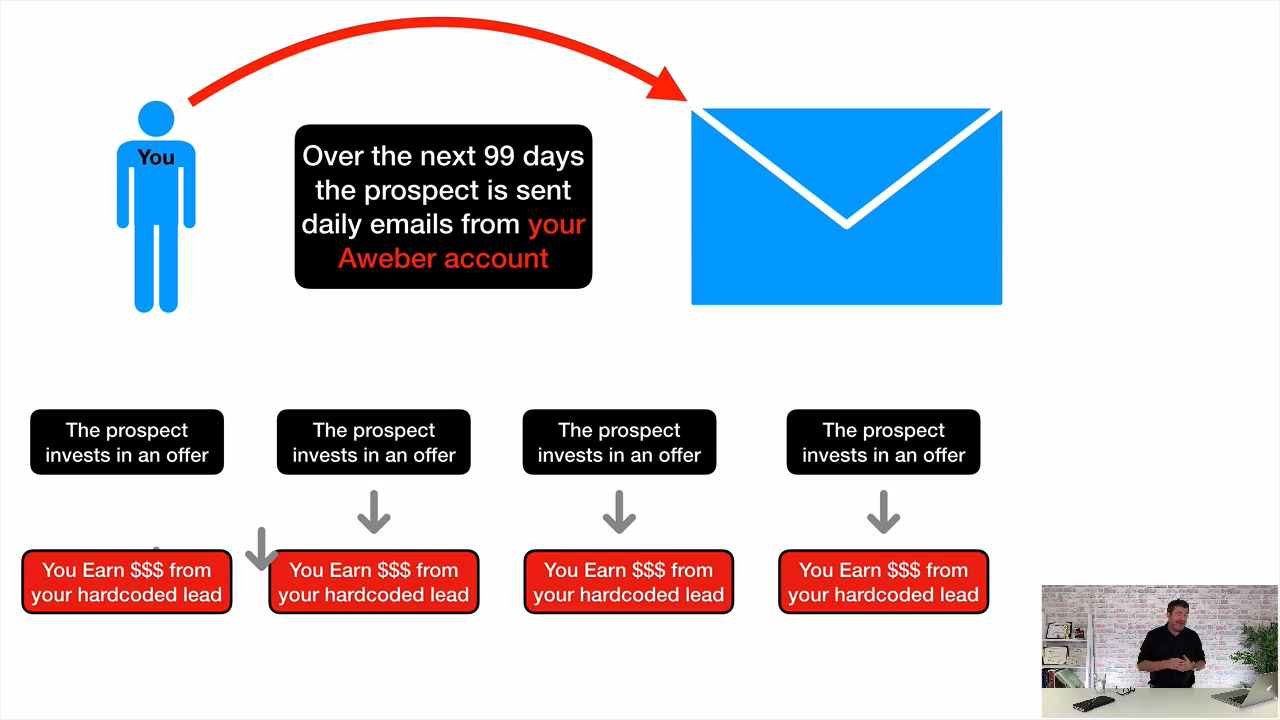 You
Over the next 99 days
the prospect is sent
daily emails from your
Aweber account
The prospect
invests in an offer
The prospect
invests in an offer
The prospect
invests in an offer
The prospect
invests in an offer
You Earn $$$ from
your hardcoded lead
You Earn $$$ from
your hardcoded lead
You Earn $$$ from
your hardcoded lead
You Earn $$$ from
your hardcoded lead